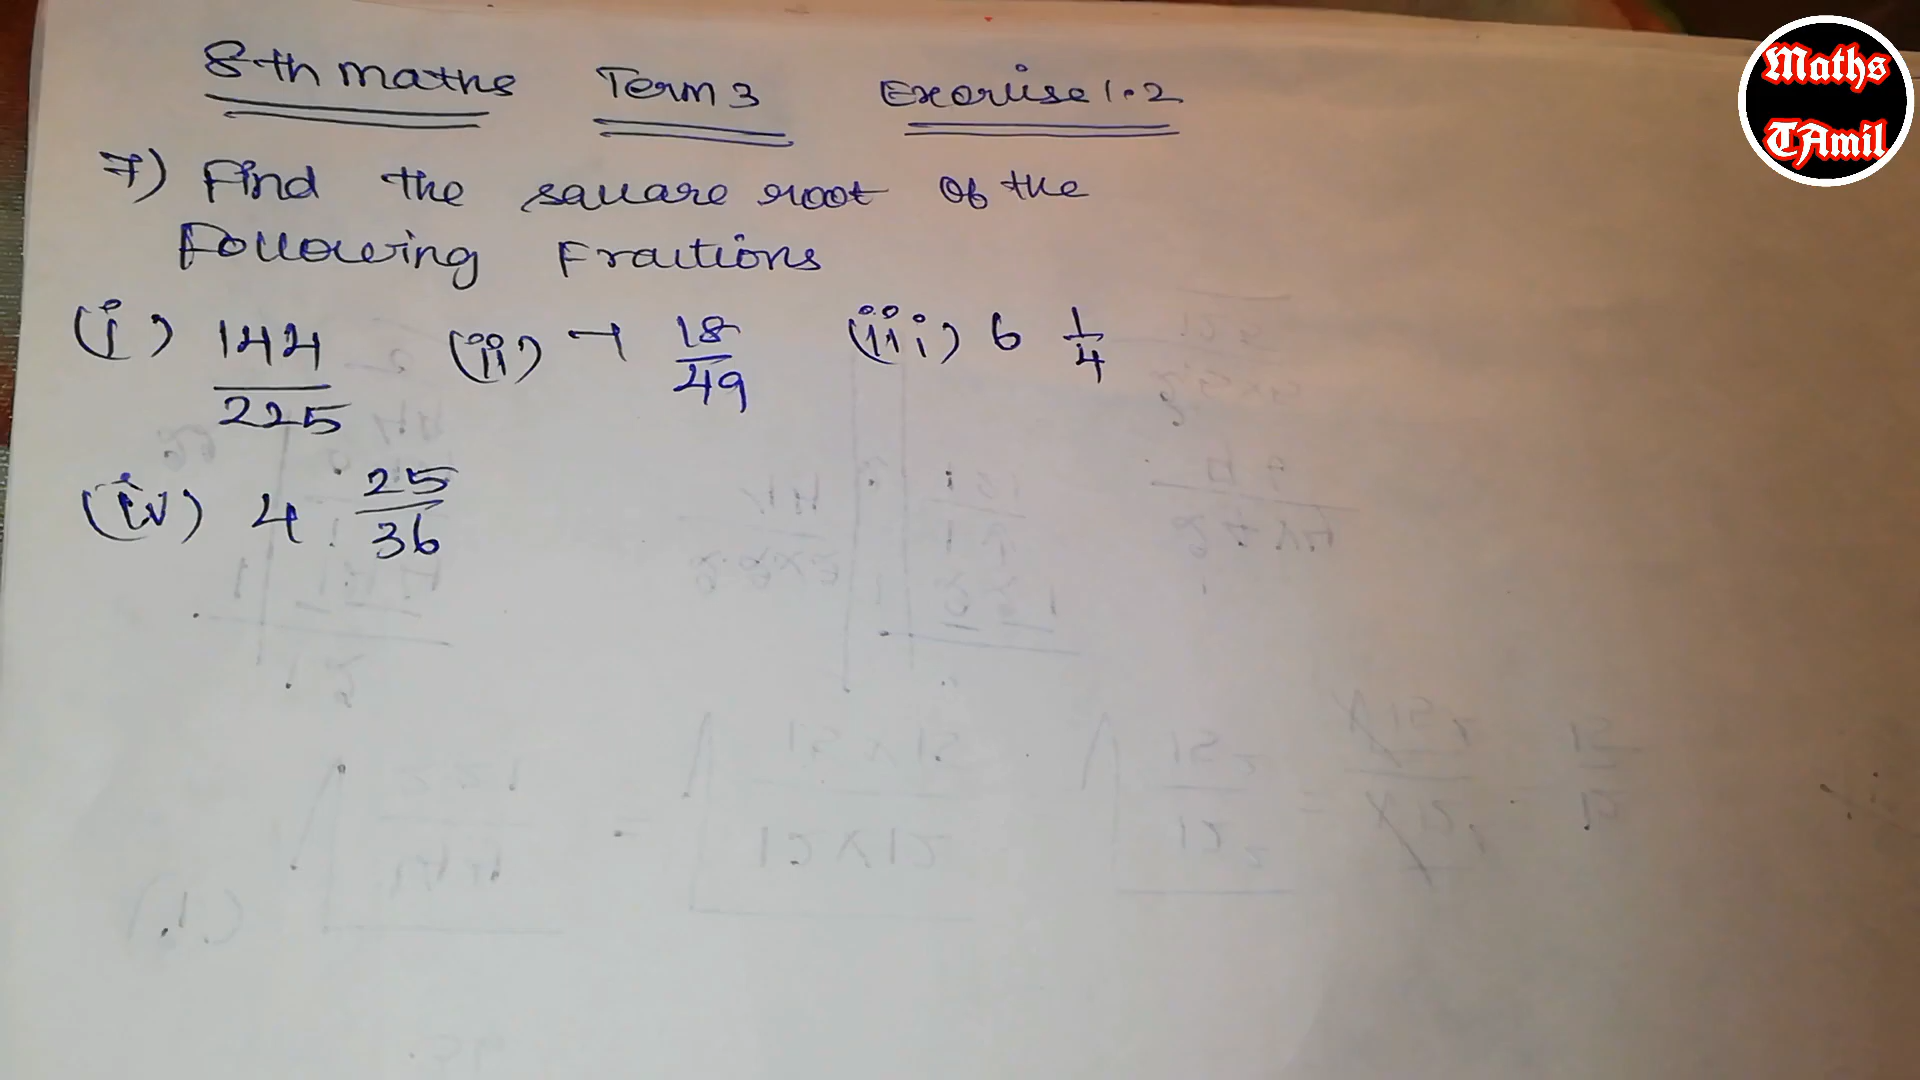 8th maths Term 3 Exercise 1.2
7) Find the square root of the
Following Fractions
(i) 144/225 (ii) 7 18/49 (iii) 6 1/4
(iv) 4 25/36
Maths
TAmil